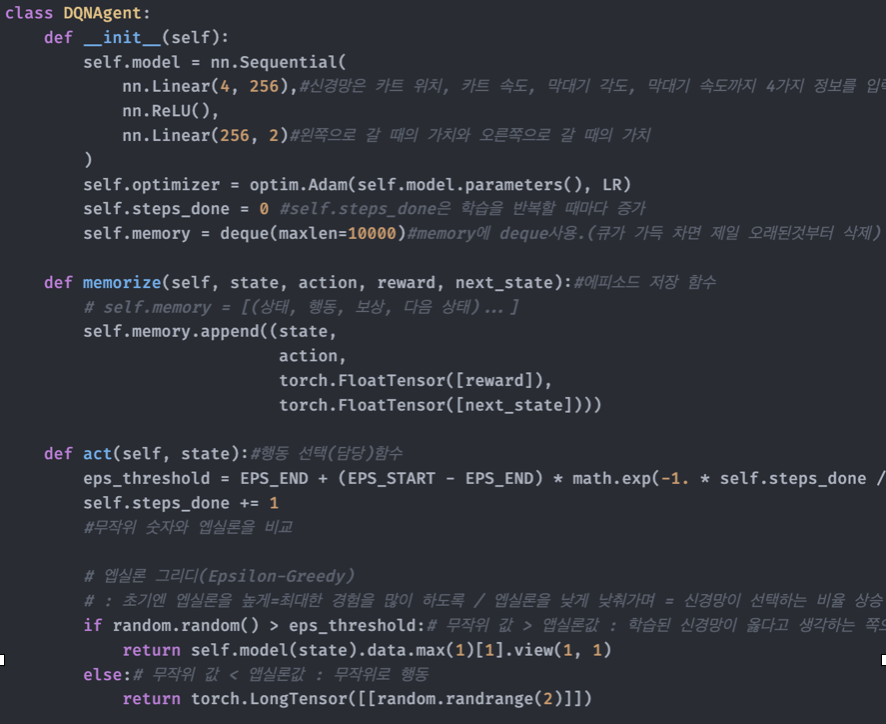 class DQNAgent:
    def __init__(self):
        self.model = nn.Sequential(
            nn.Linear(4, 256),#신경망은 카트 위치, 카트 속도, 막대기 각도, 막대기 속도까지 4가지 정보를 입력
            nn.ReLU(),
            nn.Linear(256, 2)#왼쪽으로 갈 때의 가치와 오른쪽으로 갈 때의 가치
        )
        self.optimizer = optim.Adam(self.model.parameters(), LR)
        self.steps_done = 0 #self.steps_done은 학습을 반복할 때마다 증가
        self.memory = deque(maxlen=10000)#memory에 deque사용.(큐가 가득 차면 제일 오래된것부터 삭제)
    def memorize(self, state, action, reward, next_state):#에피소드 저장 함수
        # self.memory = [(상태, 행동, 보상, 다음 상태)...]
        self.memory.append((state,
                            action,
                            torch.FloatTensor([reward]),
                            torch.FloatTensor([next_state])))
    def act(self, state):#행동 선택(담당)함수
        eps_threshold = EPS_END + (EPS_START - EPS_END) * math.exp(-1. * self.steps_done /
        self.steps_done += 1
        #무작위 숫자와 엡실론을 비교
        # 엡실론 그리디(Epsilon-Greedy)
        # : 초기엔 엡실론을 높게=최대한 경험을 많이 하도록 / 엡실론을 낮게 낮춰가며 = 신경망이 선택하는 비율 상승
        if random.random() > eps_threshold:# 무작위 값 > 앱실론값 : 학습된 신경망이 옳다고 생각하는 쪽으
            return self.model(state).data.max(1)[1].view(1, 1)
        else:# 무작위 값 < 앱실론값 : 무작위로 행동
            return torch.LongTensor([[random.randrange(2)]])